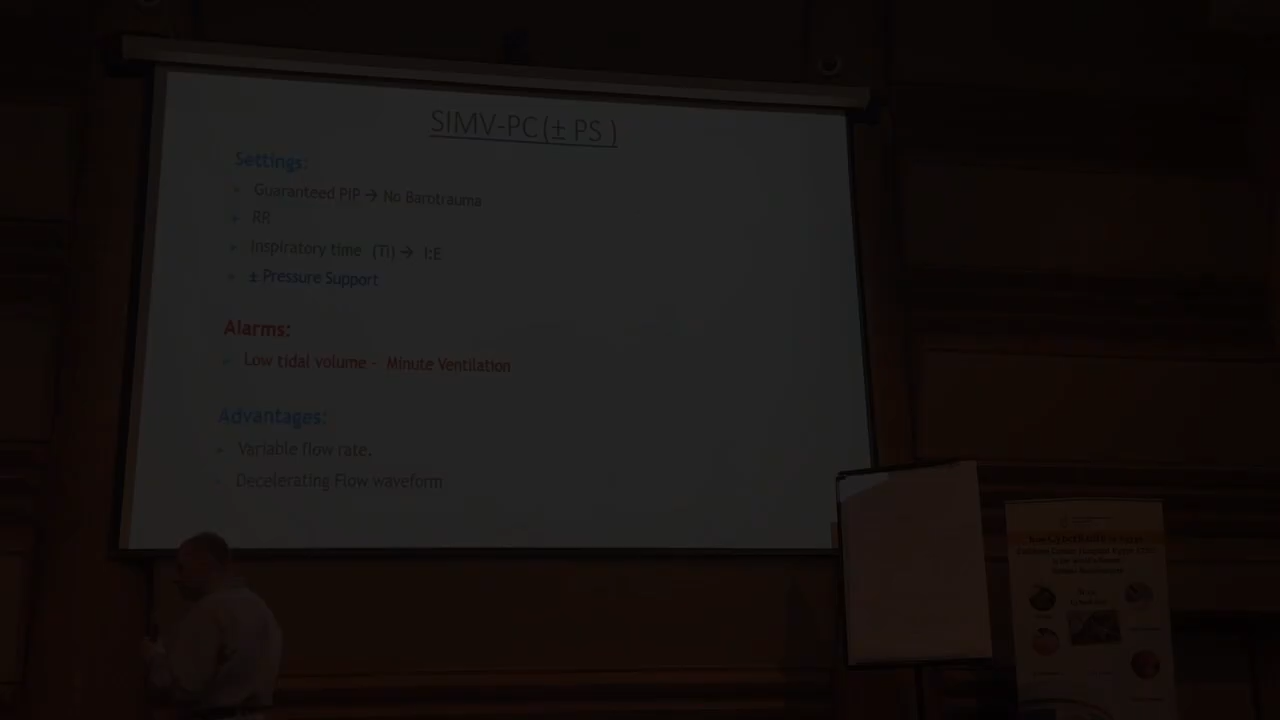 SIMV-PC (± PS )
Settings:
Guaranteed PIP → No Barotrauma
RR
Inspiratory time (Ti) → I:E
± Pressure Support
Alarms:
Low tidal volume - Minute Ventilation
Advantages:
Variable flow rate.
Decelerating Flow waveform